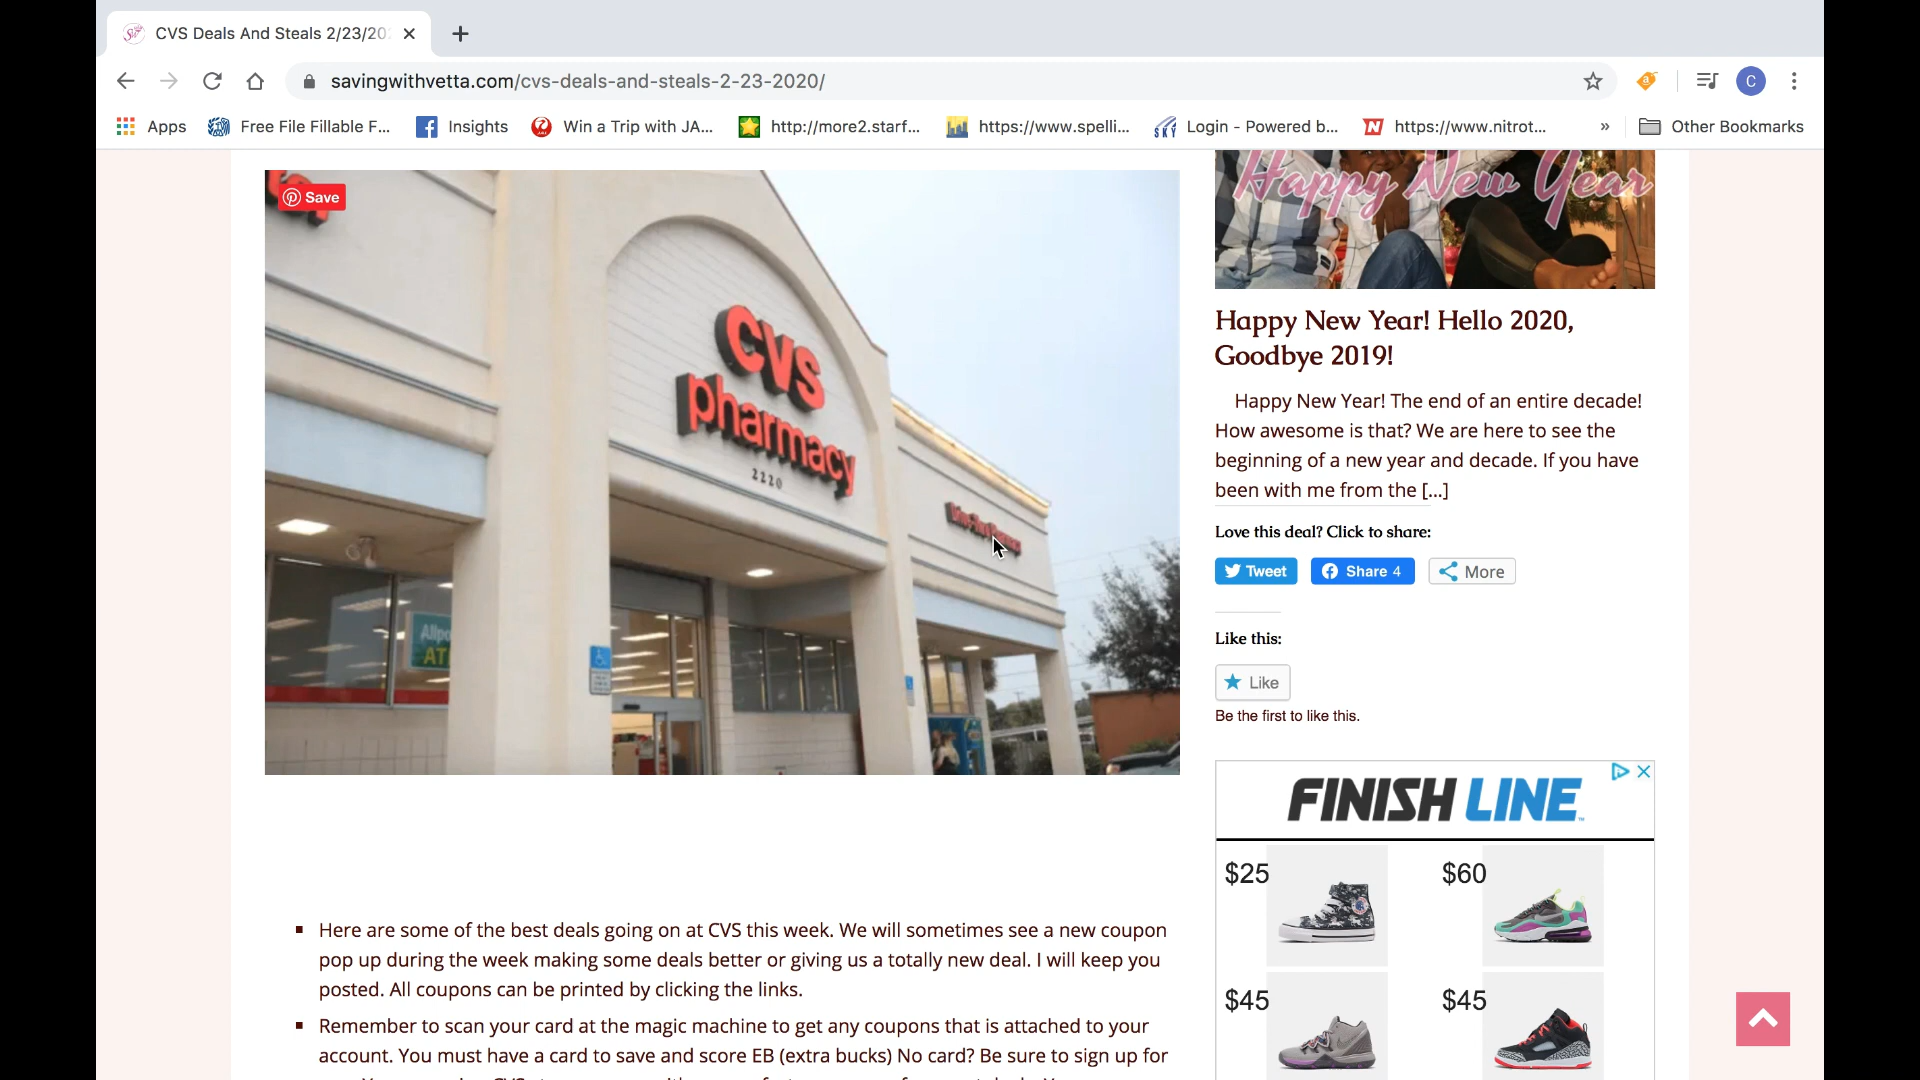 CVS Deals And Steals 2/23/20
savingwithvetta.com/cvs-deals-and-steals-2-23-2020/
C
Apps
Free File Fillable F...
Insights
Win a Trip with JA...
http://more2.starf...
https://www.spelli...
Login - Powered b...
https://www.nitrot...
»
Other Bookmarks
Save
CVS
pharmacy
2220
Allpo
AT
Happy New Year
Happy New Year! Hello 2020,
Goodbye 2019!
Happy New Year! The end of an entire decade!
How awesome is that? We are here to see the
beginning of a new year and decade. If you have
been with me from the [...]
Love this deal? Click to share:
Tweet
Share 4
More
Like this:
Like
Be the first to like this.
FINISH LINE
$25
$60
$45
$45
Here are some of the best deals going on at CVS this week. We will sometimes see a new coupon
pop up during the week making some deals better or giving us a totally new deal. I will keep you
posted. All coupons can be printed by clicking the links.
Remember to scan your card at the magic machine to get any coupons that is attached to your
account. You must have a card to save and score EB (extra bucks) No card? Be sure to sign up for